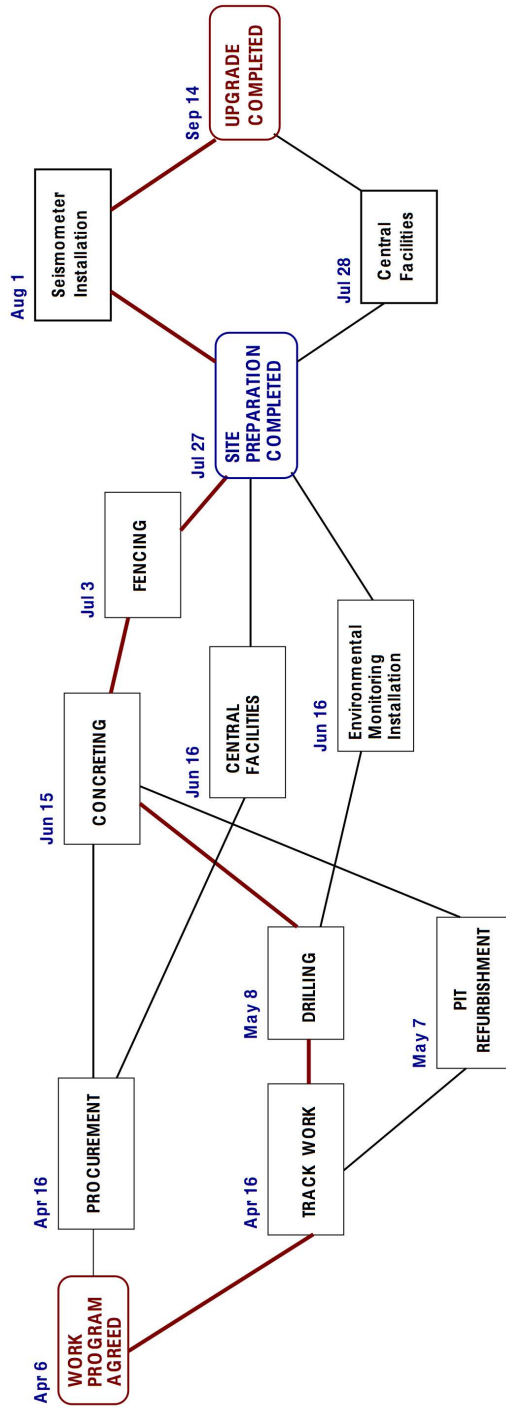 Apr 6
WORK
PROGRAM
AGREED
Apr 16
PROCUREMENT
Apr 16
TRACK WORK
May 8
DRILLING
May 7
PIT
REFURBISHMENT
Jun 15
CONCRETING
Jun 16
CENTRAL
FACILITIES
Jun 16
Environmental
Monitoring
Installation
Jul 3
FENCING
Jul 27
SITE
PREPARATION
COMPLETED
Aug 1
Seismometer
Installation
Jul 28
Central
Facilities
Sep 14
UPGRADE
COMPLETED